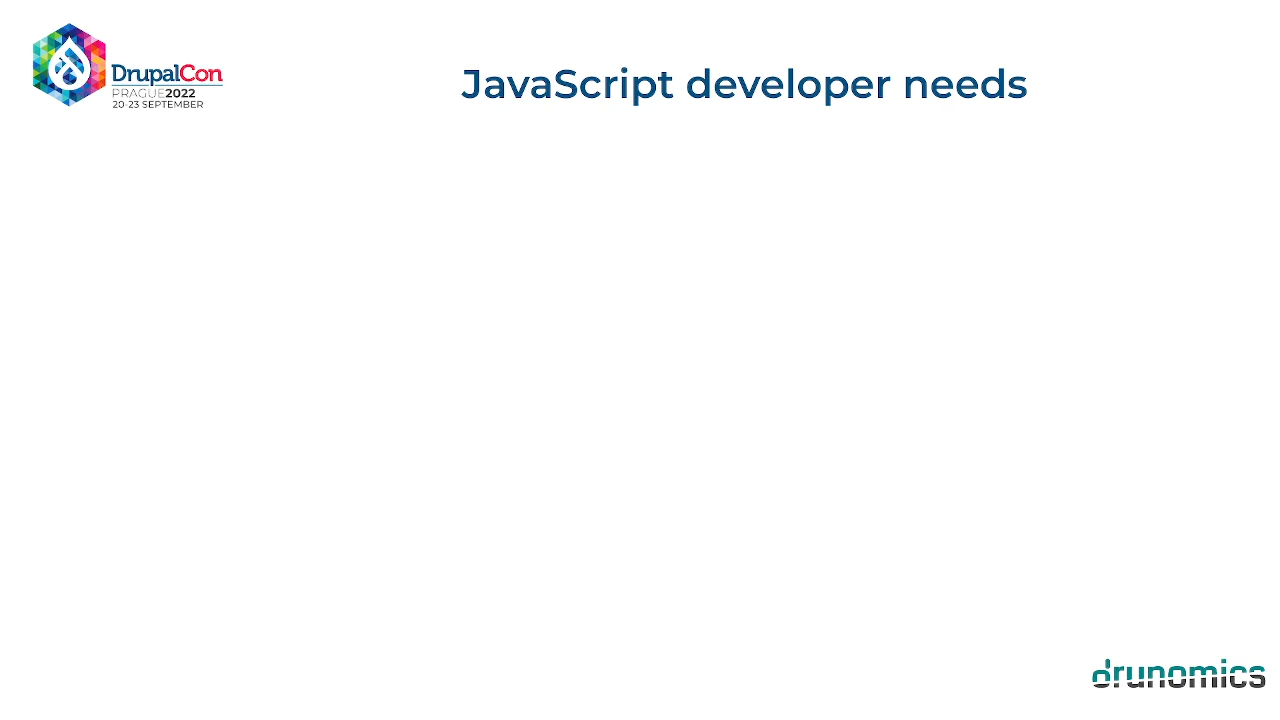 DrupalCon
PRAGUE2022
20-23 SEPTEMBER
JavaScript developer needs
drunomics